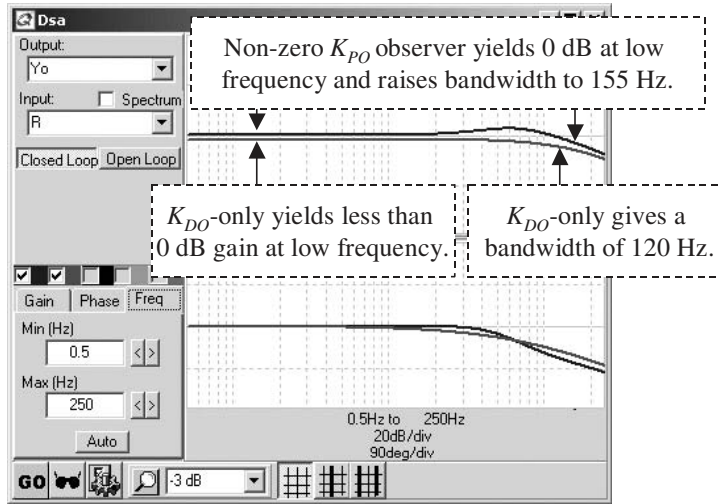 Dsa
Output:
Yo
Input:
Spectrum
R
Closed Loop
Open Loop
Non-zero K_PO observer yields 0 dB at low
frequency and raises bandwidth to 155 Hz.
K_DO-only yields less than
0 dB gain at low frequency.
K_DO-only gives a
bandwidth of 120 Hz.
Gain
Phase
Freq
Min (Hz)
0.5
< >
Max (Hz)
250
< >
Auto
0.5Hz to 250Hz
20dB/div
90deg/div
GO
-3 dB